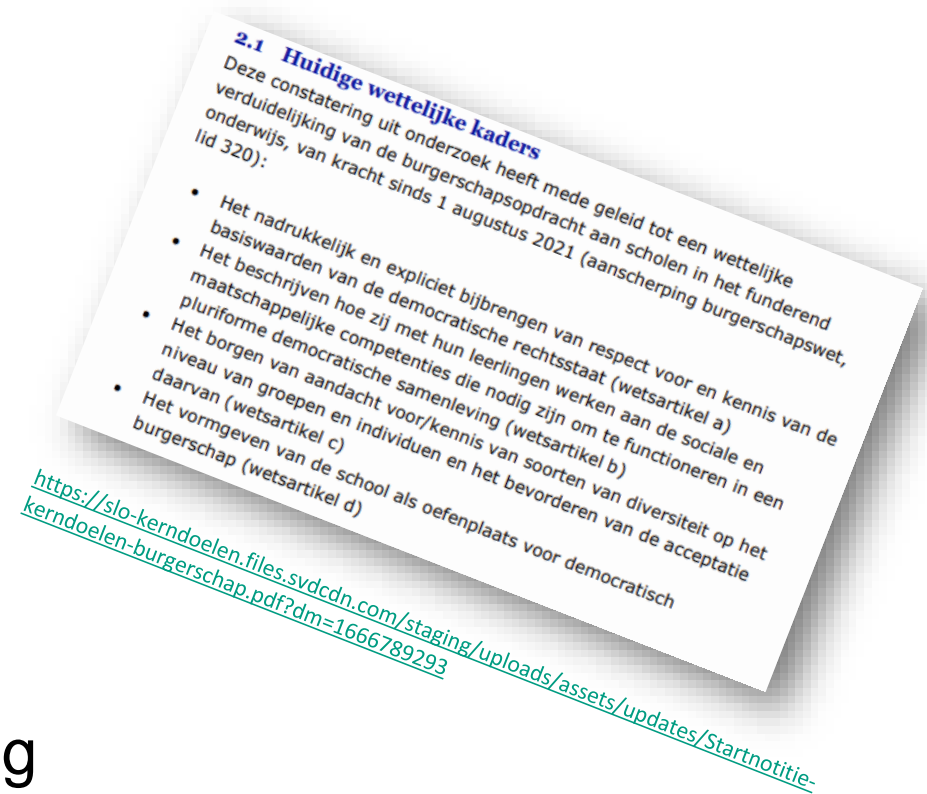 2.1 Huidige wettelijke kaders
Deze constatering uit onderzoek heeft mede geleid tot een wettelijke
verduidelijking van de burgerschapsopdracht aan scholen in het funderend
onderwijs, van kracht sinds 1 augustus 2021 (aanscherping burgerschapswet,
lid 320):
• Het nadrukkelijk en expliciet bijbrengen van respect voor en kennis van de
basiswaarden van de democratische rechtsstaat (wetsartikel a)
• Het beschrijven hoe zij met hun leerlingen werken aan de sociale en
maatschappelijke competenties die nodig zijn om te functioneren in een
pluriforme democratische samenleving (wetsartikel b)
• Het borgen van aandacht voor/kennis van soorten van diversiteit op het
niveau van groepen en individuen en het bevorderen van de acceptatie
daarvan (wetsartikel c)
• Het vormgeven van de school als oefenplaats voor democratisch
burgerschap (wetsartikel d)
https://slo-kerndoelen.files.svdcdn.com/staging/uploads/assets/updates/Startnotitie-
kerndoelen-burgerschap.pdf?dm=1666789293
g